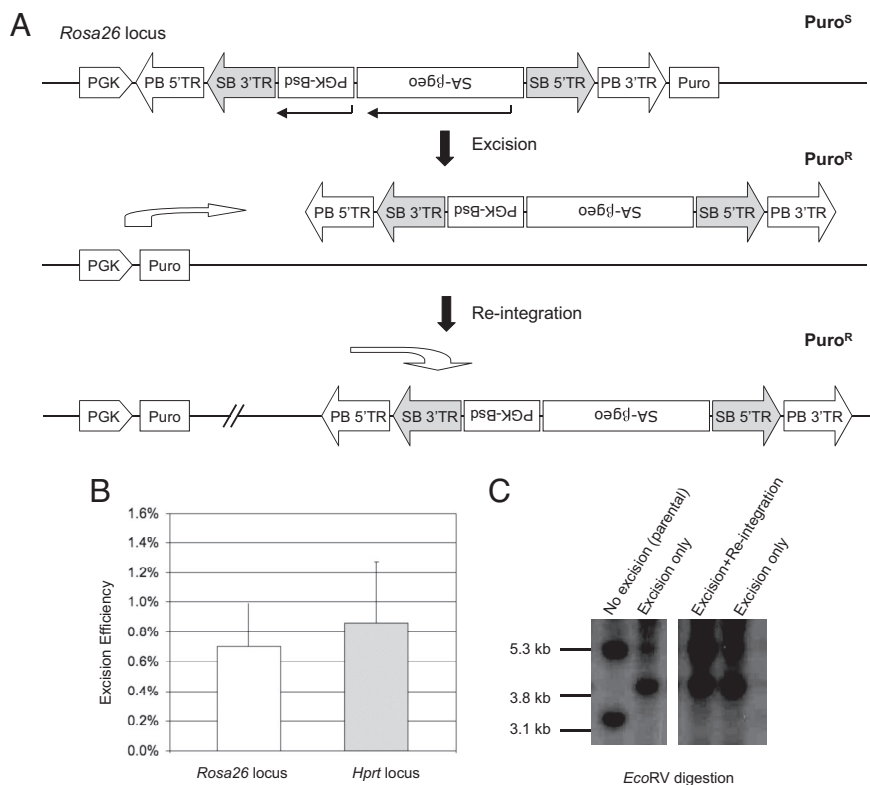 A
Rosa26 locus
Puroˢ
PGK PB 5’TR SB 3’TR PGK-Bsd SA-βgeo SB 5’TR PB 3’TR Puro
Excision
Puroᴿ
PB 5’TR SB 3’TR PGK-Bsd SA-βgeo SB 5’TR PB 3’TR
PGK Puro
Re-integration
Puroᴿ
PGK Puro PB 5’TR SB 3’TR PGK-Bsd SA-βgeo SB 5’TR PB 3’TR
B
Excision Efficiency
1.6%
1.4%
1.2%
1.0%
0.8%
0.6%
0.4%
0.2%
0.0%
Rosa26 locus
Hprt locus
C
No excision (parental)
Excision only
Excision+Re-integration
Excision only
5.3 kb
3.8 kb
3.1 kb
EcoRV digestion